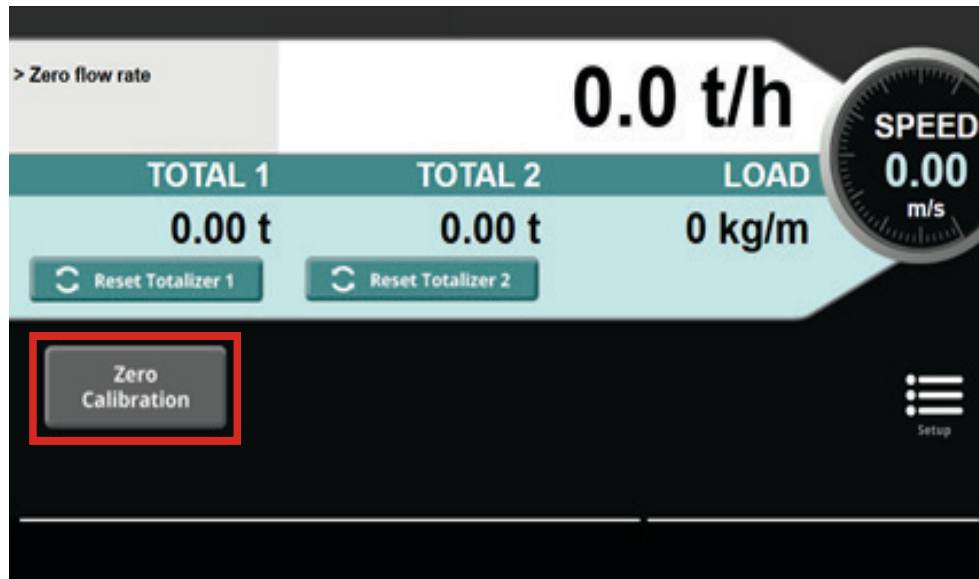 > Zero flow rate
0.0 t/h
SPEED
0.00
m/s
TOTAL 1
TOTAL 2
LOAD
0.00 t
0.00 t
0 kg/m
Reset Totalizer 1
Reset Totalizer 2
Zero
Calibration
Setup